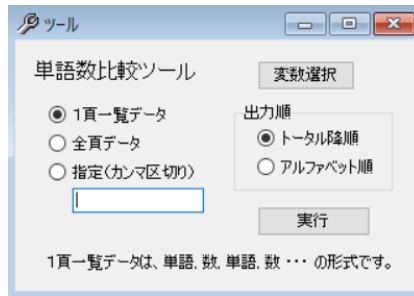 ツール
単語数比較ツール
変数選択
1頁一覧データ
全頁データ
指定(カンマ区切り)
出力順
トータル降順
アルファベット順
実行
1頁一覧データは、単語, 数, 単語, 数 ・・・ の形式です。